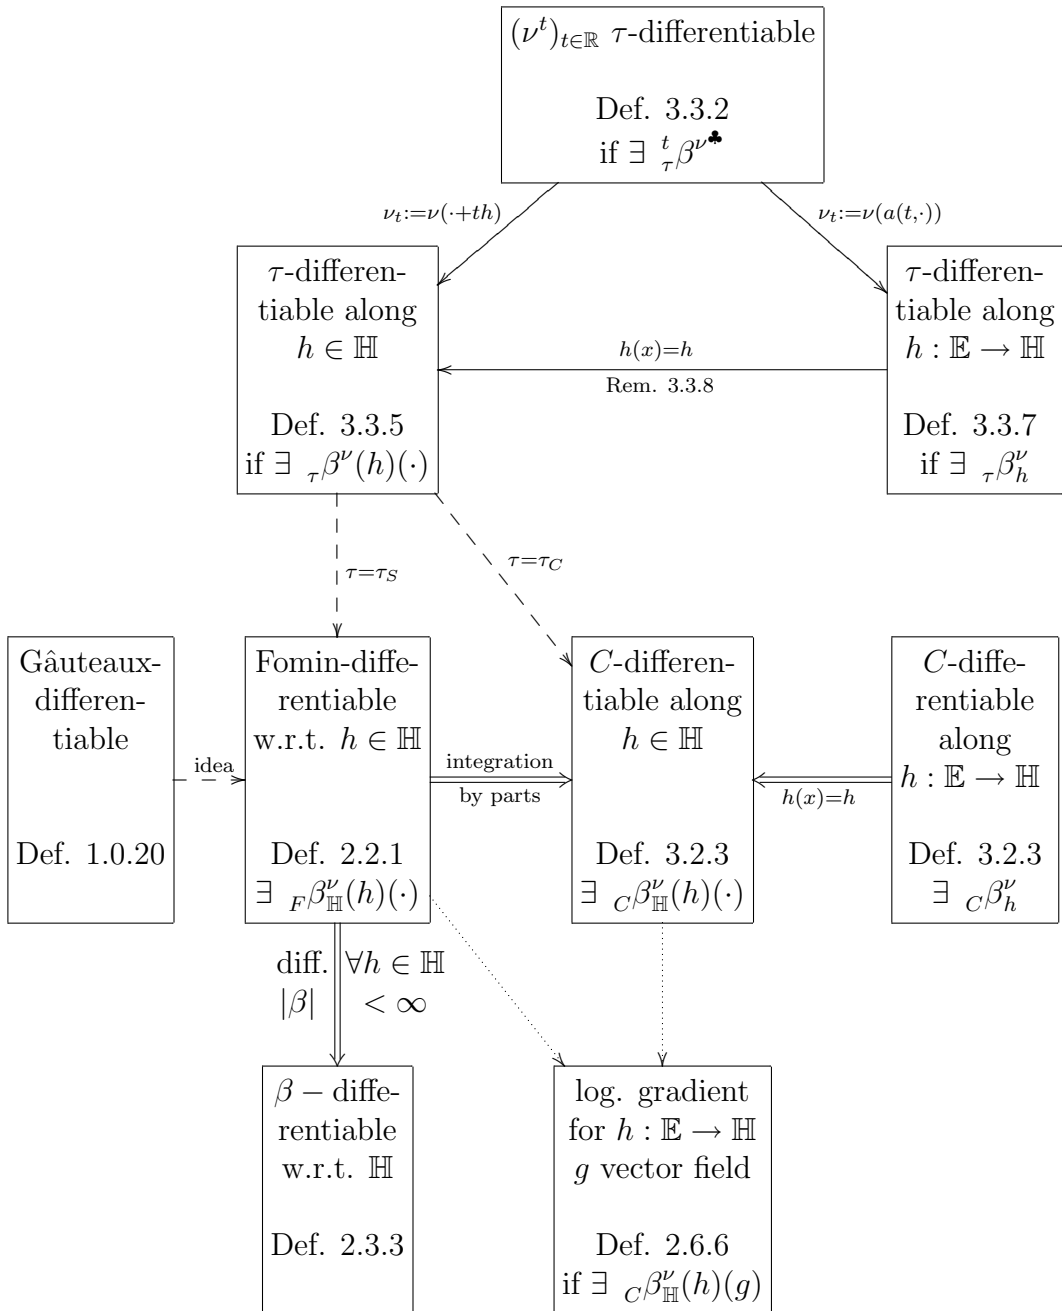 (ν^t)_{t∈ℝ} τ-differentiable
Def. 3.3.2
if ∃ ^t_τβ^{ν♣}
ν_t:=ν(·+th)
ν_t:=ν(a(t,·))
τ-differen-
tiable along
h ∈ ℍ
Def. 3.3.5
if ∃ _τβ^ν(h)(·)
h(x)=h
Rem. 3.3.8
τ-differen-
tiable along
h : 𝔼 → ℍ
Def. 3.3.7
if ∃ _τβ^ν_h
τ=τ_S
τ=τ_C
Gâuteaux-
differen-
tiable
Def. 1.0.20
idea
Fomin-diffe-
rentiable
w.r.t. h ∈ ℍ
Def. 2.2.1
∃ _Fβ^ν_ℍ(h)(·)
integration
by parts
C-differen-
tiable along
h ∈ ℍ
Def. 3.2.3
∃ _Cβ^ν_ℍ(h)(·)
h(x)=h
C-diffe-
rentiable
along
h : 𝔼 → ℍ
Def. 3.2.3
∃ _Cβ^ν_h
diff. ∀h ∈ ℍ
|β| < ∞
β − diffe-
rentiable
w.r.t. ℍ
Def. 2.3.3
log. gradient
for h : 𝔼 → ℍ
g vector field
Def. 2.6.6
if ∃ _Cβ^ν_ℍ(h)(g)